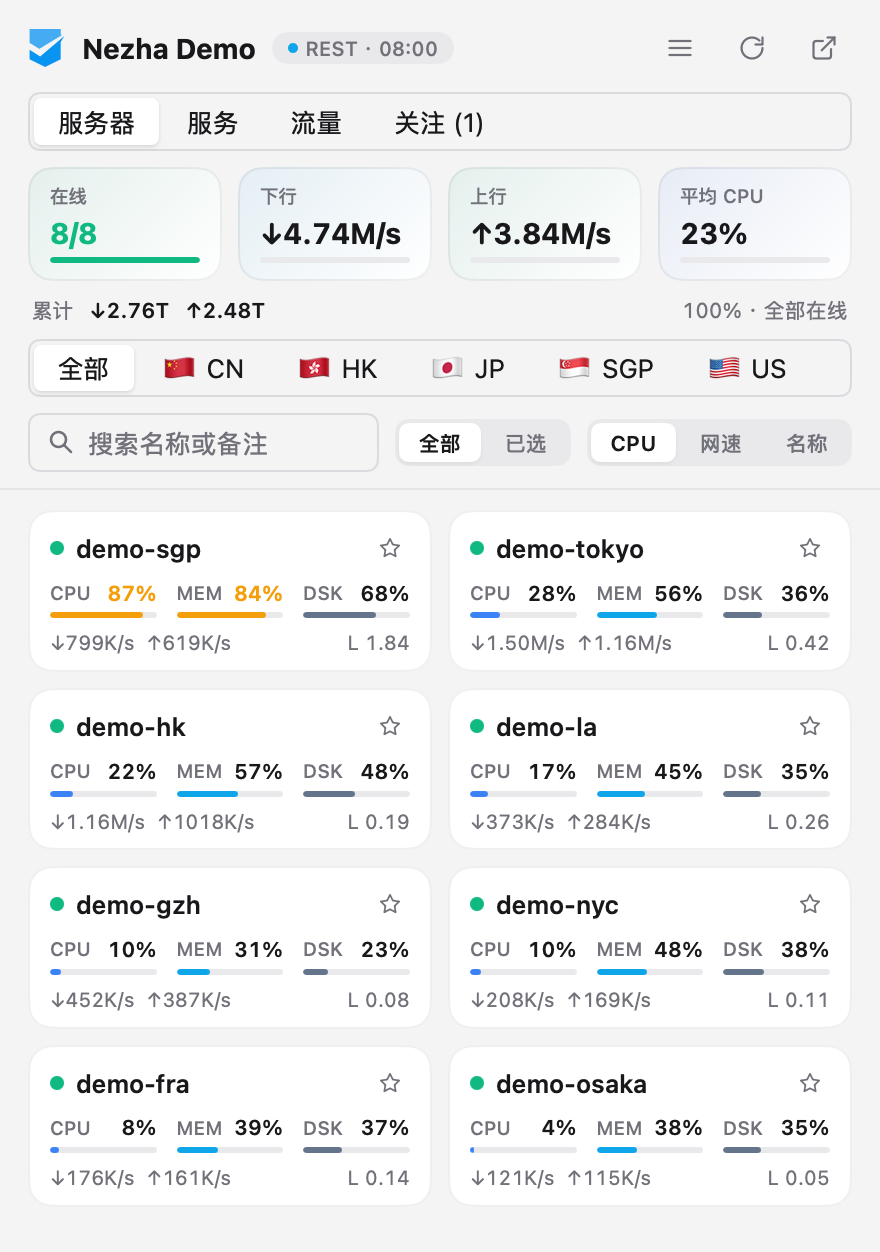 Nezha Demo REST · 08:00
服务器 服务 流量 关注 (1)
在线 下行 上行 平均 CPU
8/8 ↓4.74M/s ↑3.84M/s 23%
累计 ↓2.76T ↑2.48T 100% · 全部在线
全部 🇨🇳 CN 🇭🇰 HK 🇯🇵 JP 🇸🇬 SGP 🇺🇸 US
搜索名称或备注 全部 已选 CPU 网速 名称
demo-sgp
CPU 87% MEM 84% DSK 68%
↓799K/s ↑619K/s L 1.84
demo-tokyo
CPU 28% MEM 56% DSK 36%
↓1.50M/s ↑1.16M/s L 0.42
demo-hk
CPU 22% MEM 57% DSK 48%
↓1.16M/s ↑1018K/s L 0.19
demo-la
CPU 17% MEM 45% DSK 35%
↓373K/s ↑284K/s L 0.26
demo-gzh
CPU 10% MEM 31% DSK 23%
↓452K/s ↑387K/s L 0.08
demo-nyc
CPU 10% MEM 48% DSK 38%
↓208K/s ↑169K/s L 0.11
demo-fra
CPU 8% MEM 39% DSK 37%
↓176K/s ↑161K/s L 0.14
demo-osaka
CPU 4% MEM 38% DSK 35%
↓121K/s ↑115K/s L 0.05